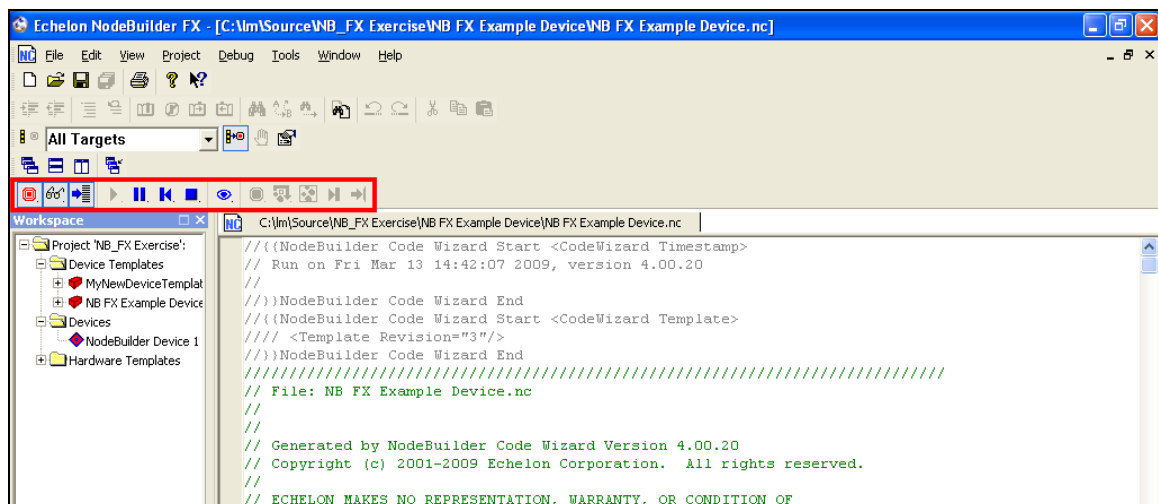 Echelon NodeBuilder FX - [C:\lm\Source\NB_FX Exercise\NB FX Example Device\NB FX Example Device.nc]
NC File Edit View Project Debug Tools Window Help
All Targets
Workspace
NC C:\lm\Source\NB_FX Exercise\NB FX Example Device\NB FX Example Device.nc
Project 'NB_FX Exercise':
Device Templates
MyNewDeviceTemplat
NB FX Example Device
Devices
NodeBuilder Device 1
Hardware Templates
//{{NodeBuilder Code Wizard Start <CodeWizard Timestamp>
// Run on Fri Mar 13 14:42:07 2009, version 4.00.20
//
//}}NodeBuilder Code Wizard End
//{{NodeBuilder Code Wizard Start <CodeWizard Template>
//// <Template Revision="3"/>
//}}NodeBuilder Code Wizard End
//////////////////////////////////////////////////////////////////////////////
// File: NB FX Example Device.nc
//
//
// Generated by NodeBuilder Code Wizard Version 4.00.20
// Copyright (c) 2001-2009 Echelon Corporation. All rights reserved.
//
// ECHELON MAKES NO REPRESENTATION, WARRANTY, OR CONDITION OF